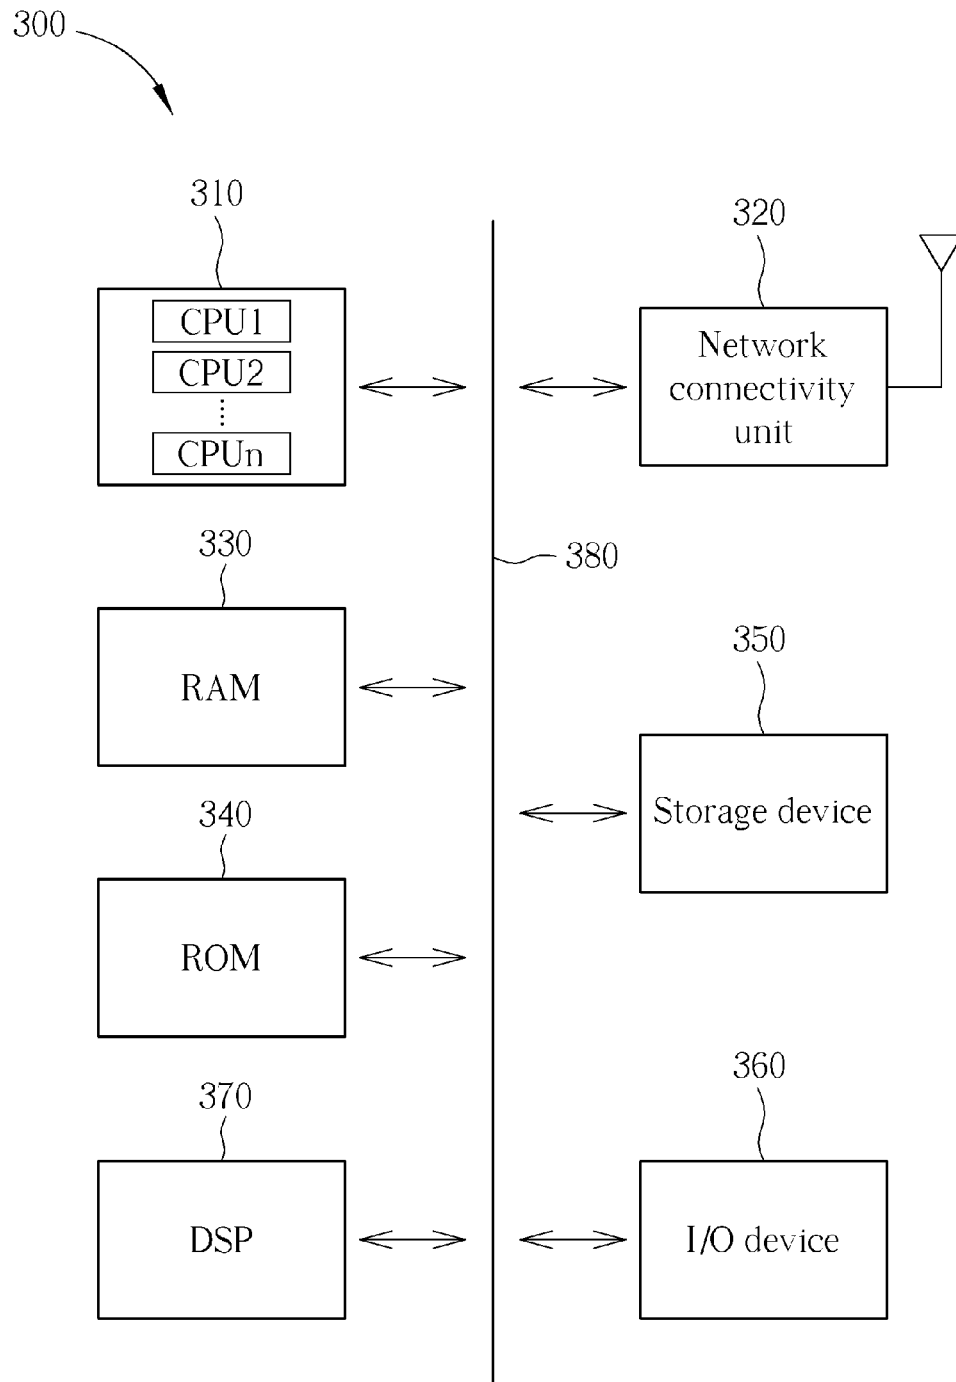 300
310
CPU1
CPU2
CPUn
320
Network
connectivity
unit
330
RAM
380
350
Storage device
340
ROM
370
DSP
360
I/O device